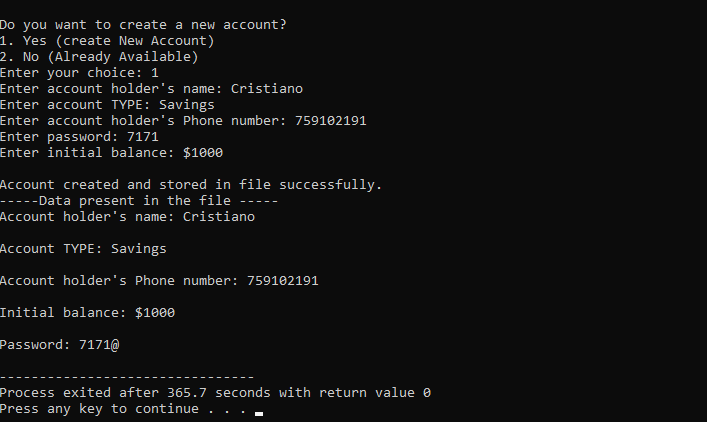 Do you want to create a new account?
1. Yes (create New Account)
2. No (Already Available)
Enter your choice: 1
Enter account holder's name: Cristiano
Enter account TYPE: Savings
Enter account holder's Phone number: 759102191
Enter password: 7171
Enter initial balance: $1000
Account created and stored in file successfully.
-----Data present in the file -----
Account holder's name: Cristiano
Account TYPE: Savings
Account holder's Phone number: 759102191
Initial balance: $1000
Password: 7171@
--------------------------------
Process exited after 365.7 seconds with return value 0
Press any key to continue . . .